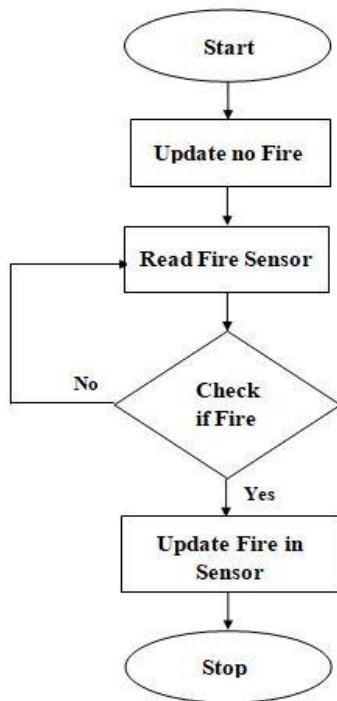 Start
Update no Fire
Read Fire Sensor
No
Check
if Fire
Yes
Update Fire in
Sensor
Stop